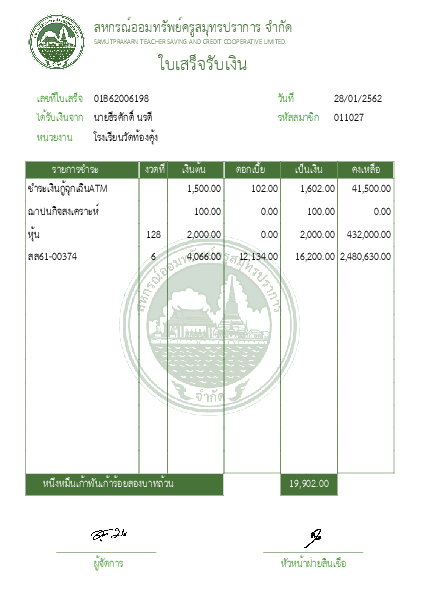 สหกรณ์ออมทรัพย์ครูสมุทรปราการ จำกัด
SAMUTPRAKARN TEACHER SAVING AND CREDIT COOPERATIVE LIMITED.
ใบเสร็จรับเงิน
เลขที่ใบเสร็จ 01862006198 วันที่ 28/01/2562
ได้รับเงินจาก นายธีรศักดิ์ นรดี รหัสสมาชิก 011027
หน่วยงาน โรงเรียนวัดท้องคุ้ง
รายการชำระ งวดที่ เงินต้น ดอกเบี้ย เป็นเงิน คงเหลือ
ชำระเงินกู้ฉุกเฉินATM 1,500.00 102.00 1,602.00 41,500.00
ฌาปนกิจสงเคราะห์ 100.00 0.00 100.00 0.00
หุ้น 128 2,000.00 0.00 2,000.00 432,000.00
สส61-00374 6 4,066.00 12,134.00 16,200.00 2,480,630.00
สหกรณ์ออมทรัพย์ครูสมุทรปราการ
จำกัด
หนึ่งหมื่นเก้าพันเก้าร้อยสองบาทถ้วน 19,902.00
ผู้จัดการ หัวหน้าฝ่ายสินเชื่อ